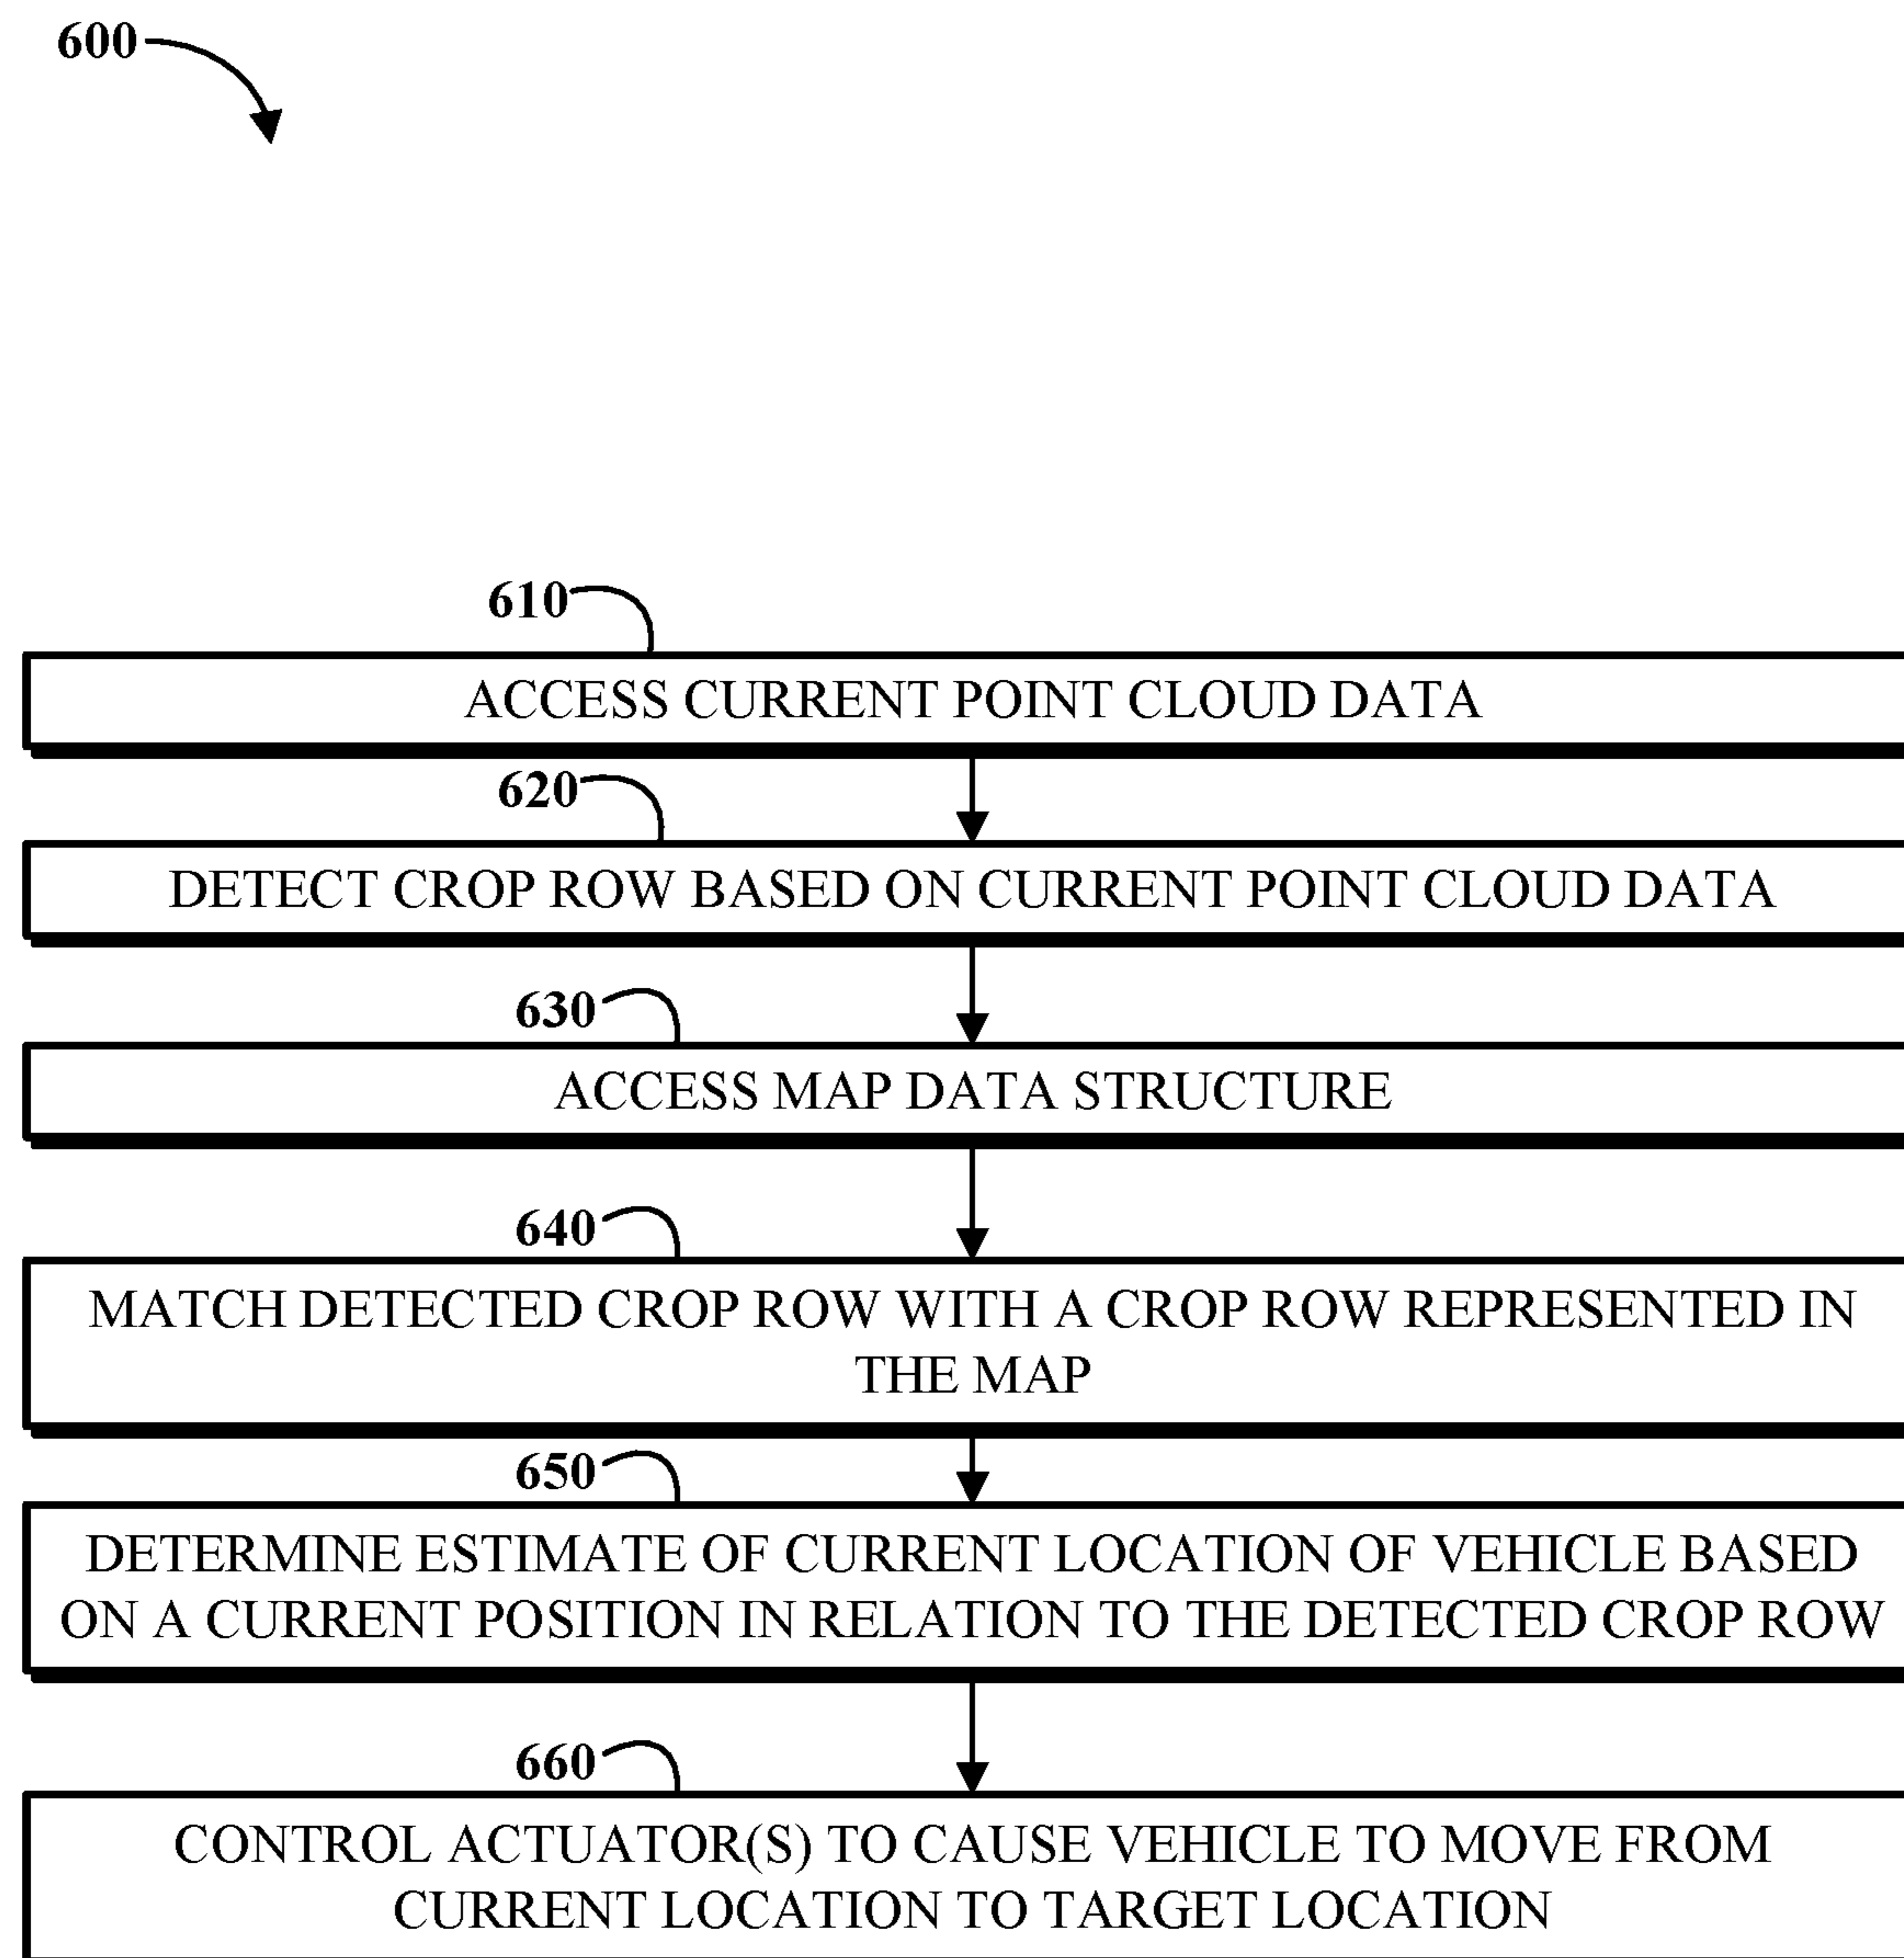 600
610
ACCESS CURRENT POINT CLOUD DATA
620
DETECT CROP ROW BASED ON CURRENT POINT CLOUD DATA
630
ACCESS MAP DATA STRUCTURE
640
MATCH DETECTED CROP ROW WITH A CROP ROW REPRESENTED IN
THE MAP
650
DETERMINE ESTIMATE OF CURRENT LOCATION OF VEHICLE BASED
ON A CURRENT POSITION IN RELATION TO THE DETECTED CROP ROW
660
CONTROL ACTUATOR(S) TO CAUSE VEHICLE TO MOVE FROM
CURRENT LOCATION TO TARGET LOCATION